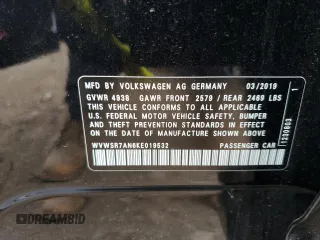 MFD BY VOLKSWAGEN AG GERMANY 03/2019
GVWR 4938 GAWR FRONT 2579 / REAR 2469 LBS
THIS VEHICLE CONFORMS TO ALL APPLICABLE
U.S. FEDERAL MOTOR VEHICLE SAFETY, BUMPER
AND THEFT PREVENTION STANDARDS IN EFFECT
ON THE DATE OF MANUFACTURE SHOWN ABOVE
WVWSR7AN6KE019532 PASSENGER CAR
1230803
1
DREAMBID